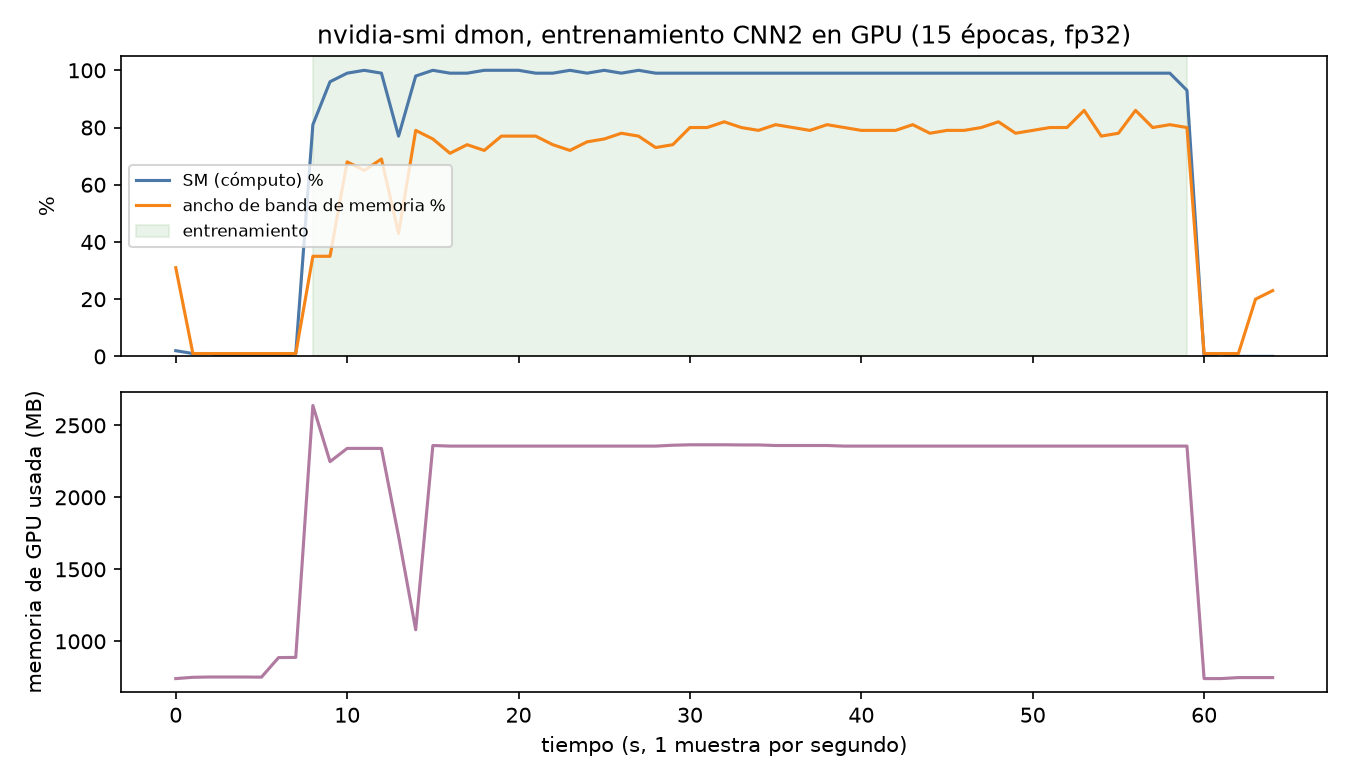 nvidia-smi dmon, entrenamiento CNN2 en GPU (15 épocas, fp32)
100
80
60
40
20
0
%
SM (cómputo) %
ancho de banda de memoria %
entrenamiento
2500
2000
1500
1000
memoria de GPU usada (MB)
0 10 20 30 40 50 60
tiempo (s, 1 muestra por segundo)